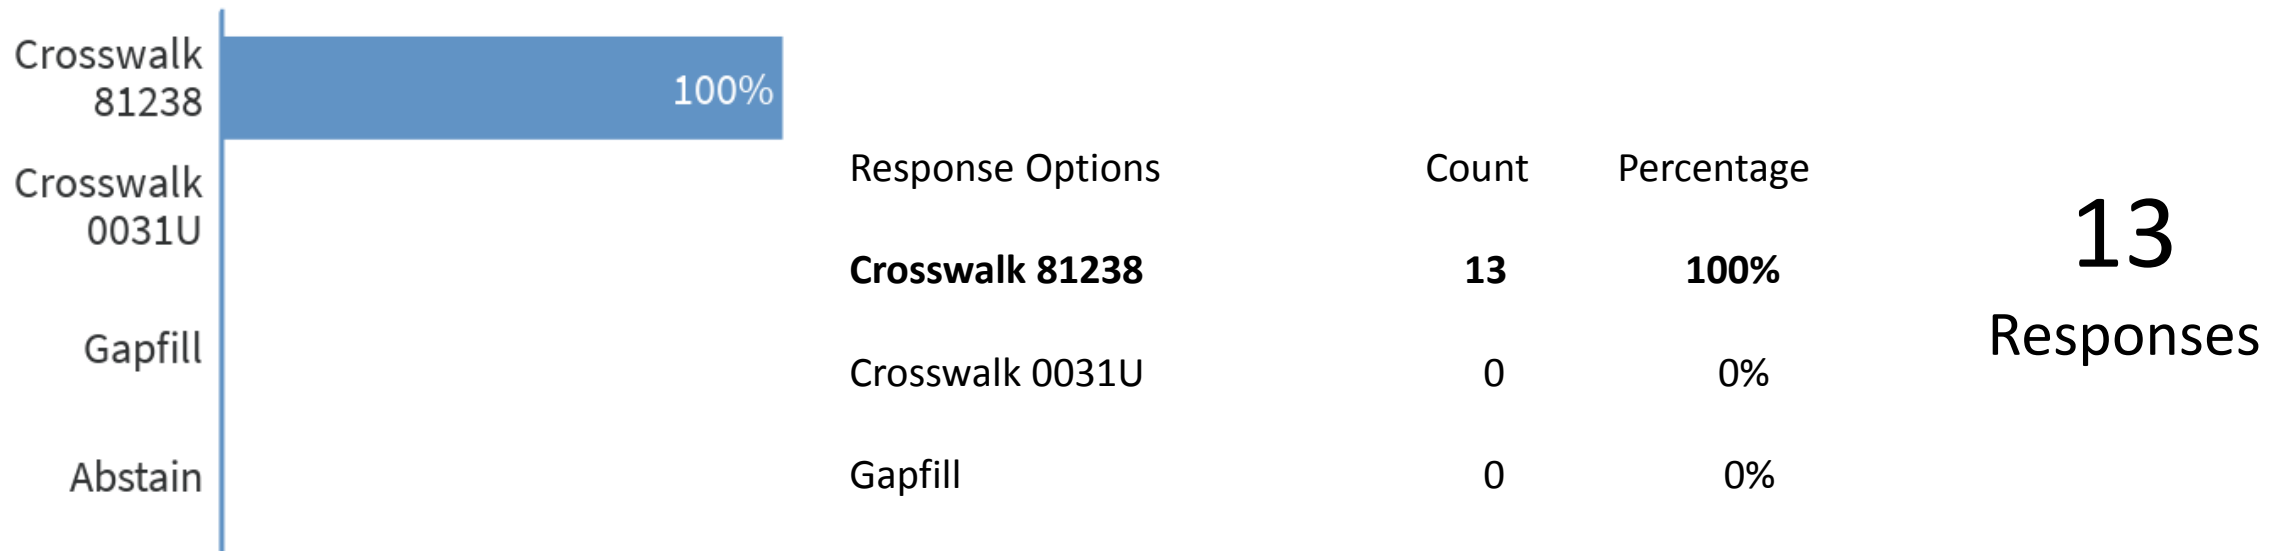 Crosswalk
81238
100%
Crosswalk
0031U
Gapfill
Abstain
Response Options Count Percentage
Crosswalk 81238 13 100%
Crosswalk 0031U 0 0%
Gapfill 0 0%
13
Responses